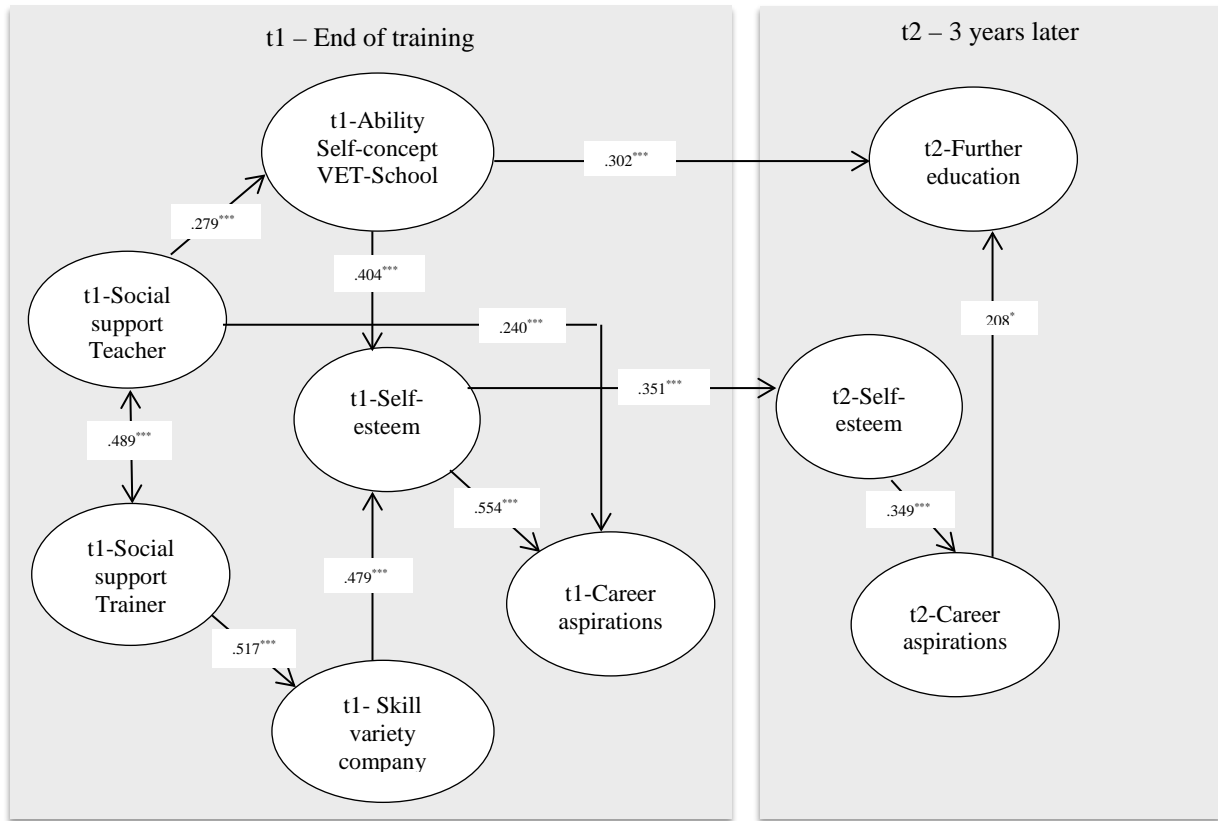 t1 – End of training
t1-Ability
Self-concept
VET-School
.279***
.404***
t1-Social
support
Teacher
.240***
t1-Self-
esteem
.489***
.554***
t1-Social
support
Trainer
.479***
t1-Career
aspirations
.517***
t1- Skill
variety
company
.302***
.351***
t2 – 3 years later
t2-Further
education
.208*
t2-Self-
esteem
.349***
t2-Career
aspirations